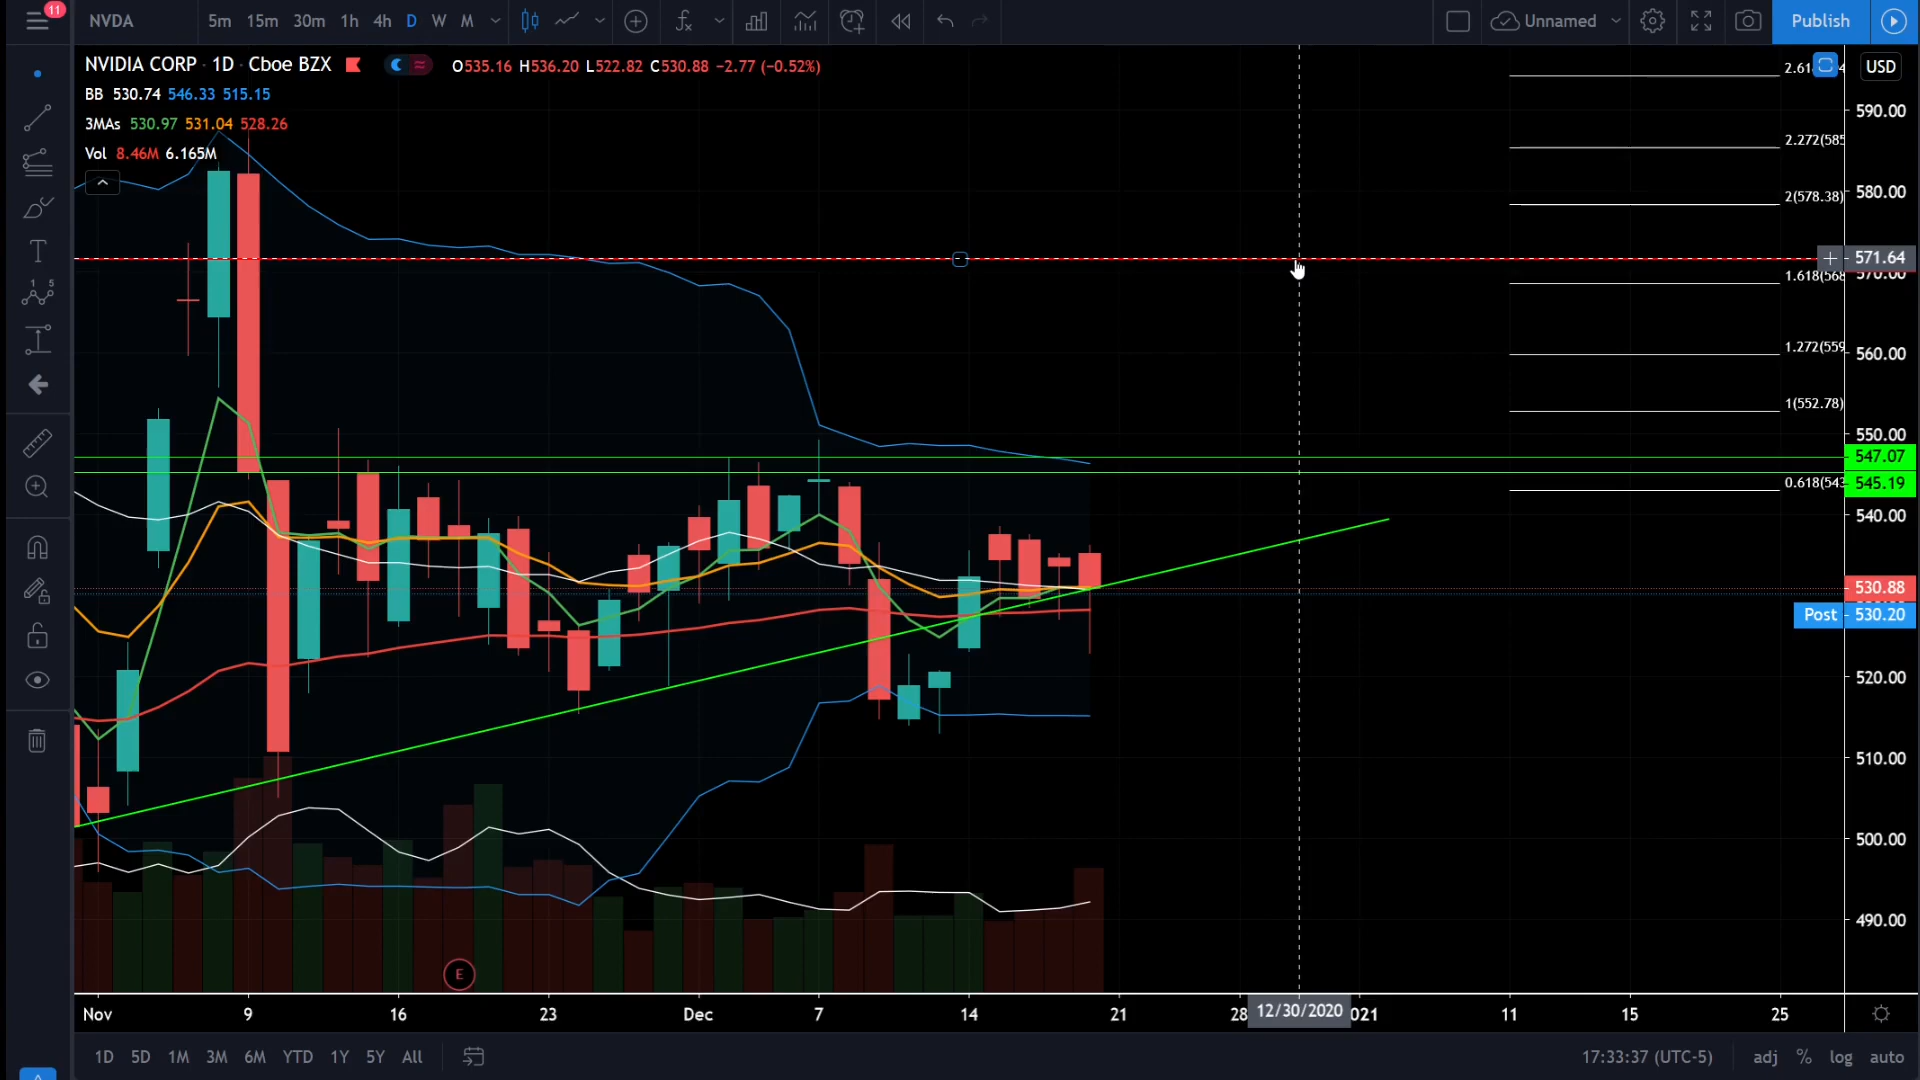 11
NVDA 5m 15m 30m 1h 4h D W M Unnamed Publish
NVIDIA CORP · 1D · Cboe BZX O535.16 H536.20 L522.82 C530.88 −2.77 (−0.52%)
BB 530.74 546.33 515.15
3MAs 530.97 531.04 528.26
Vol 8.46M 6.165M
USD
590.00
2.272(585
2(578.38)
580.00
571.64
570.00
1.618(568
1.272(559
560.00
1(552.78)
550.00
547.07
545.19
0.618(543
540.00
530.88
Post 530.20
520.00
510.00
500.00
490.00
E
Nov 9 16 23 Dec 7 14 21 28 12/30/2020 021 11 15 25
1D 5D 1M 3M 6M YTD 1Y 5Y All 17:33:37 (UTC-5) adj % log auto